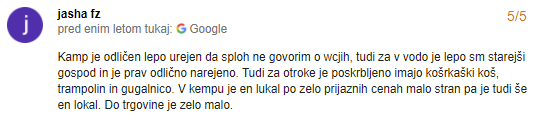 j
jasha fz
5/5
pred enim letom tukaj: Google
Kamp je odličen lepo urejen da sploh ne govorim o wcjih, tudi za v vodo je lepo sm starejši
gospod in je prav odlično narejeno. Tudi za otroke je poskrbljeno imajo košrkaški koš,
trampolin in gugalnico. V kempu je en lukal po zelo prijaznih cenah malo stran pa je tudi še
en lokal. Do trgovine je zelo malo.